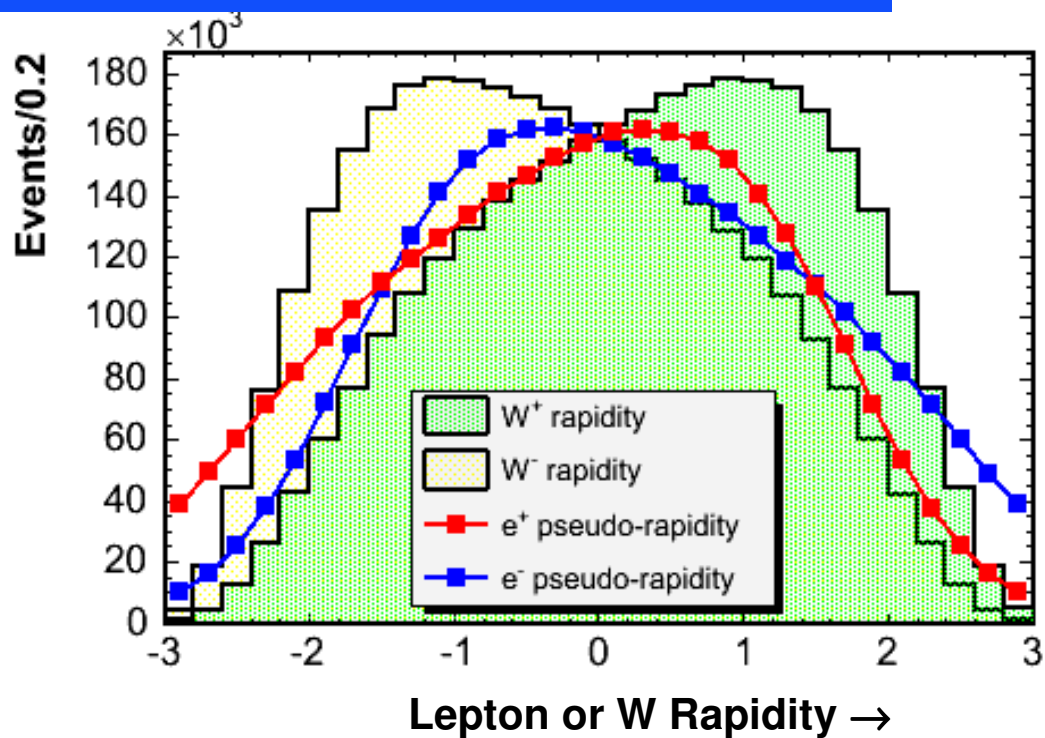 ×10³
Events/0.2
180
160
140
120
100
80
60
40
20
0
W⁺ rapidity
W⁻ rapidity
e⁺ pseudo-rapidity
e⁻ pseudo-rapidity
-3 -2 -1 0 1 2 3
Lepton or W Rapidity →